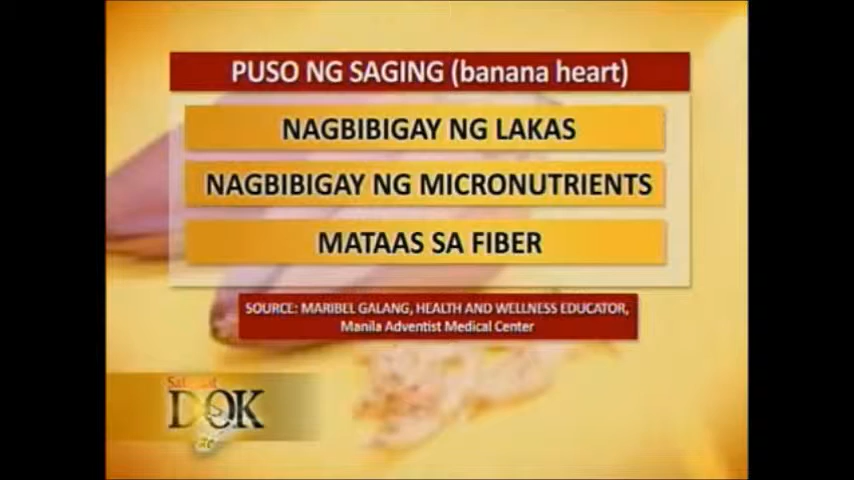 PUSO NG SAGING (banana heart)
NAGBIBIGAY NG LAKAS
NAGBIBIGAY NG MICRONUTRIENTS
MATAAS SA FIBER
SOURCE: MARIBEL GALANG, HEALTH AND WELLNESS EDUCATOR,
Manila Adventist Medical Center
DOK